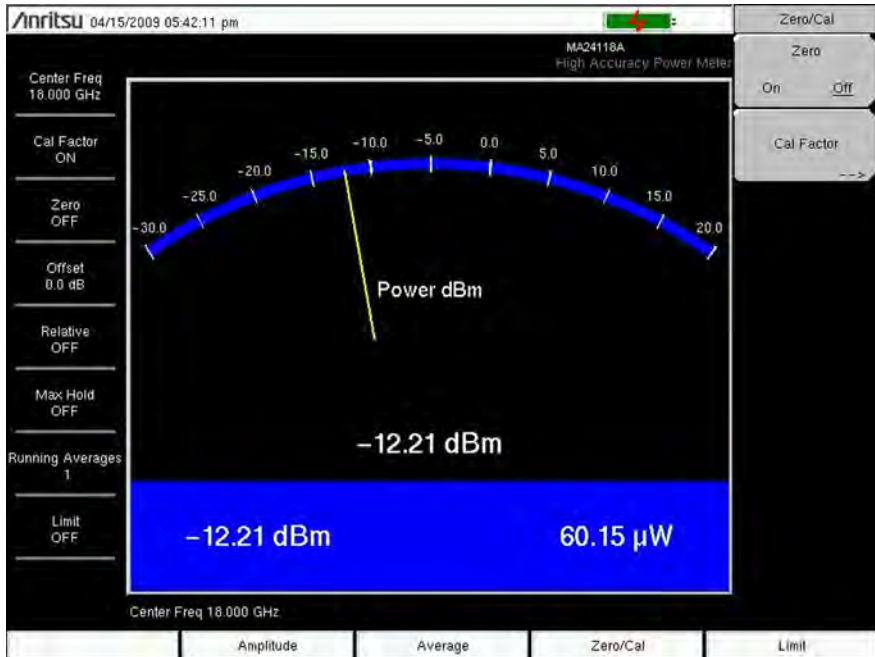 Anritsu 04/15/2009 05:42:11 pm
Zero/Cal
MA24118A
High Accuracy Power Meter
Zero
On Off
Cal Factor
-->
Center Freq
18.000 GHz
Cal Factor
ON
Zero
OFF
Offset
0.0 dB
Relative
OFF
Max Hold
OFF
Running Averages
1
Limit
OFF
-30.0
-25.0
-20.0
-15.0
-10.0
-5.0
0.0
5.0
10.0
15.0
20.0
Power dBm
-12.21 dBm
-12.21 dBm 60.15 µW
Center Freq 18.000 GHz
Amplitude Average Zero/Cal Limit